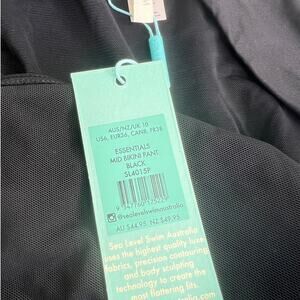 AUS/NZ/UK 10
US6, EUR36, CAN8, FR38
ESSENTIALS
MID BIKINI PANT
BLACK
SL4015P
@sealevelswimaustralia
AU $44.95 NZ $49.95
Sea Level Swim Australia
uses the highest quality luxe
fabrics, precision contouring
and body sculpting
technology to create the
most flattering fits.